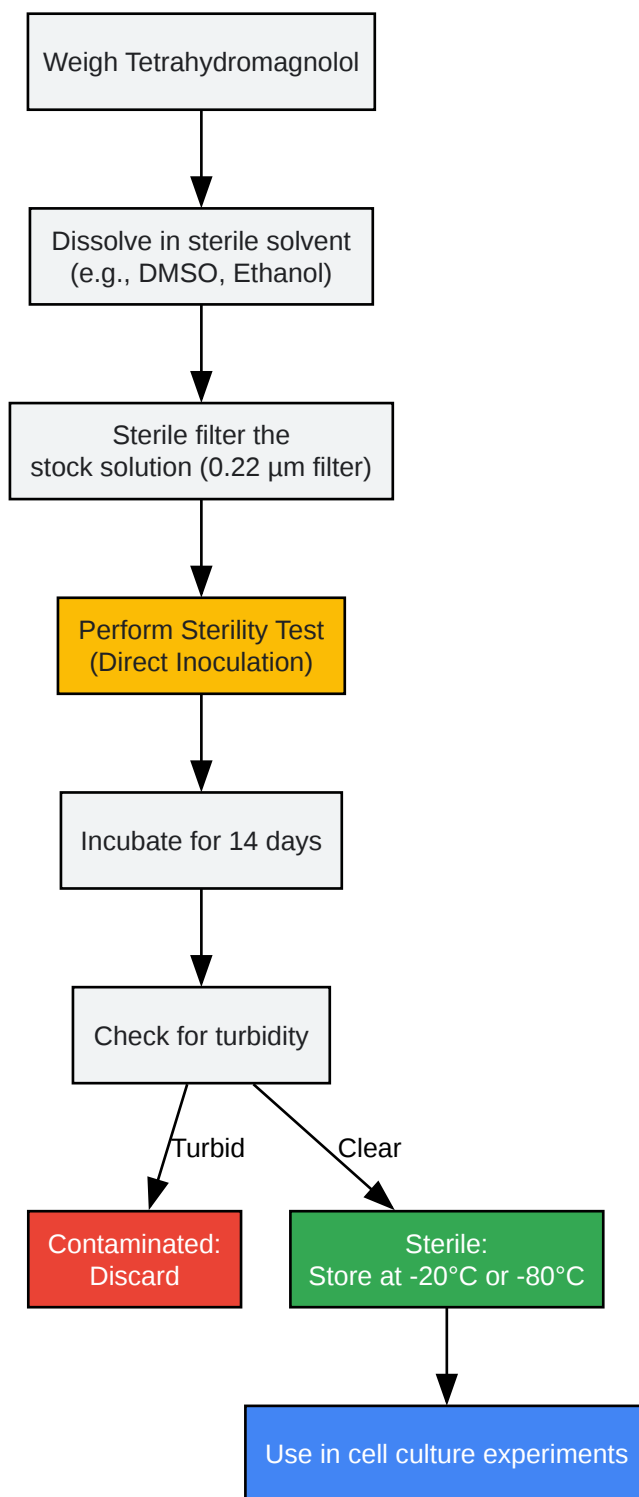 Weigh Tetrahydromagnolol
Dissolve in sterile solvent
(e.g., DMSO, Ethanol)
Sterile filter the
stock solution (0.22 µm filter)
Perform Sterility Test
(Direct Inoculation)
Incubate for 14 days
Check for turbidity
Turbid
Clear
Contaminated:
Discard
Sterile:
Store at -20°C or -80°C
Use in cell culture experiments